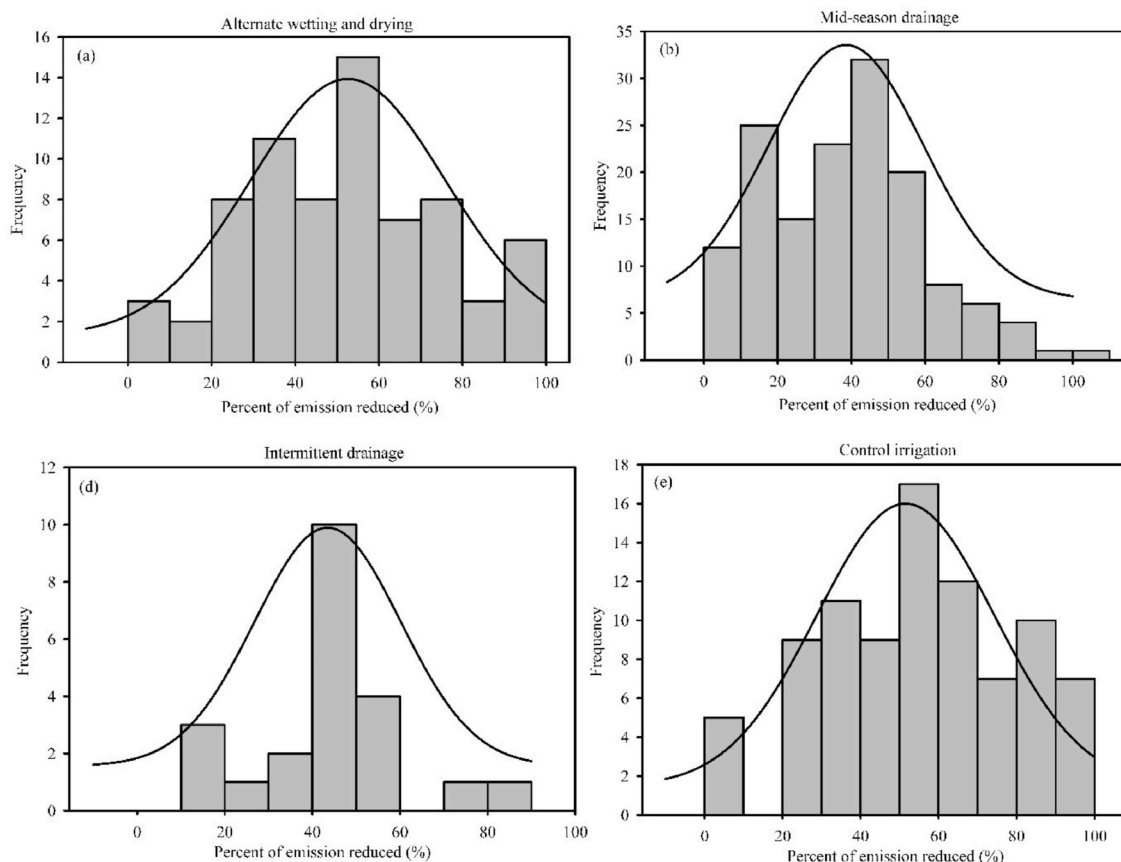 Alternate wetting and drying
(a)
16
14
12
10
8
6
4
2
0
Frequency
0 20 40 60 80 100
Percent of emission reduced (%)
Mid-season drainage
(b)
35
30
25
20
15
10
5
0
Frequency
0 20 40 60 80 100
Percent of emission reduced (%)
Intermittent drainage
(d)
12
10
8
6
4
2
0
Frequency
0 20 40 60 80 100
Percent of emission reduced (%)
Control irrigation
(e)
18
16
14
12
10
8
6
4
2
0
Frequency
0 20 40 60 80 100
Percent of emission reduced (%)